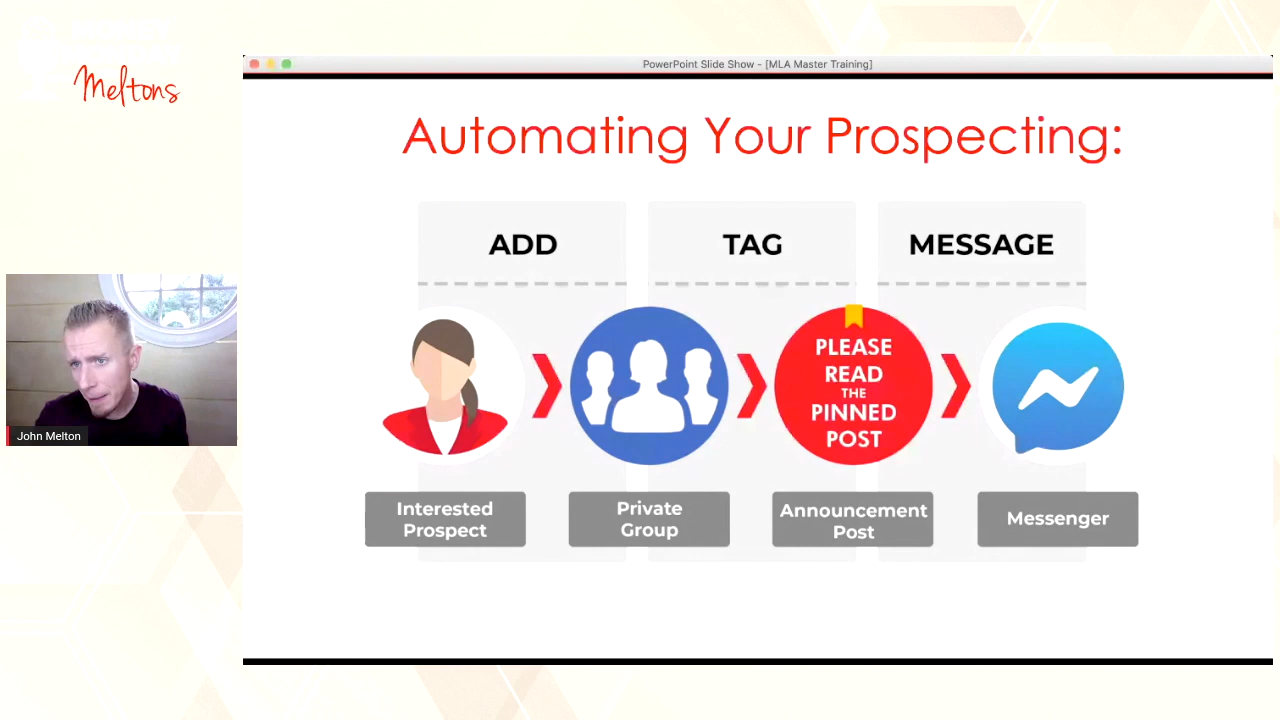 Meltons
PowerPoint Slide Show - [MLA Master Training]
Automating Your Prospecting:
ADD
TAG
MESSAGE
PLEASE
READ
THE
PINNED
POST
Interested
Prospect
Private
Group
Announcement
Post
Messenger
John Melton